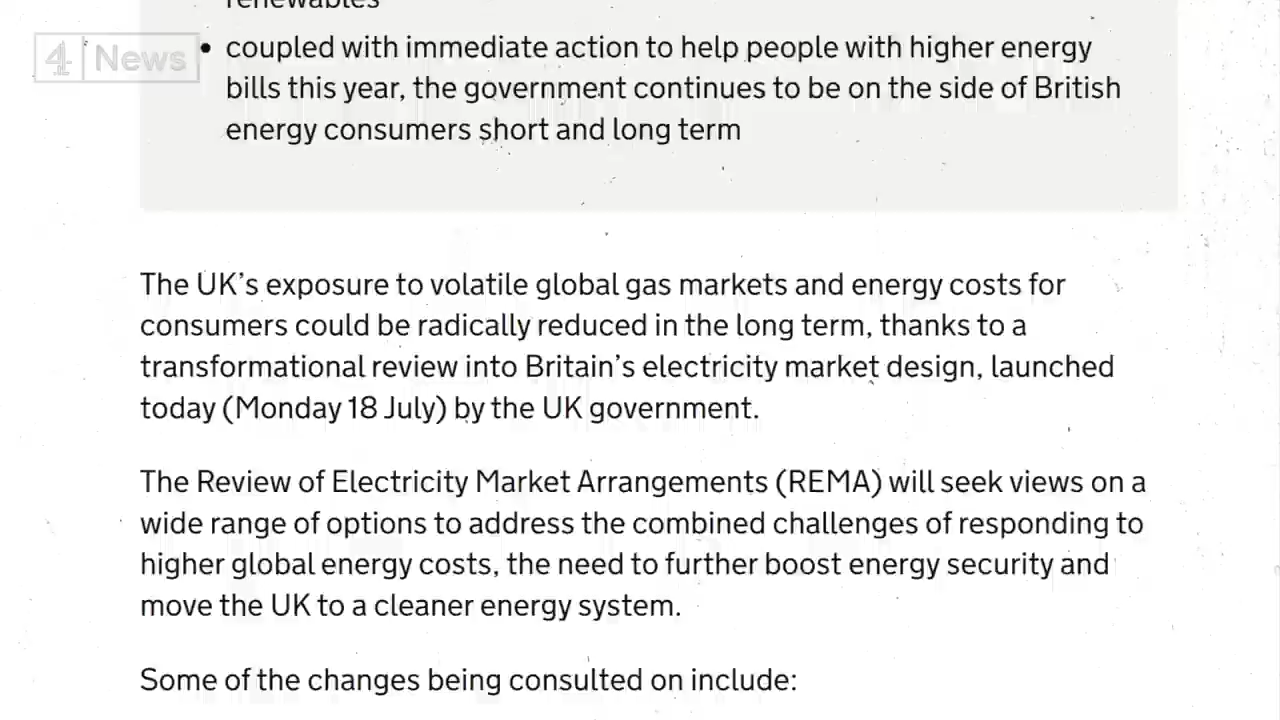 renewables
4 News
• coupled with immediate action to help people with higher energy
bills this year, the government continues to be on the side of British
energy consumers short and long term
The UK’s exposure to volatile global gas markets and energy costs for
consumers could be radically reduced in the long term, thanks to a
transformational review into Britain’s electricity market design, launched
today (Monday 18 July) by the UK government.
The Review of Electricity Market Arrangements (REMA) will seek views on a
wide range of options to address the combined challenges of responding to
higher global energy costs, the need to further boost energy security and
move the UK to a cleaner energy system.
Some of the changes being consulted on include: